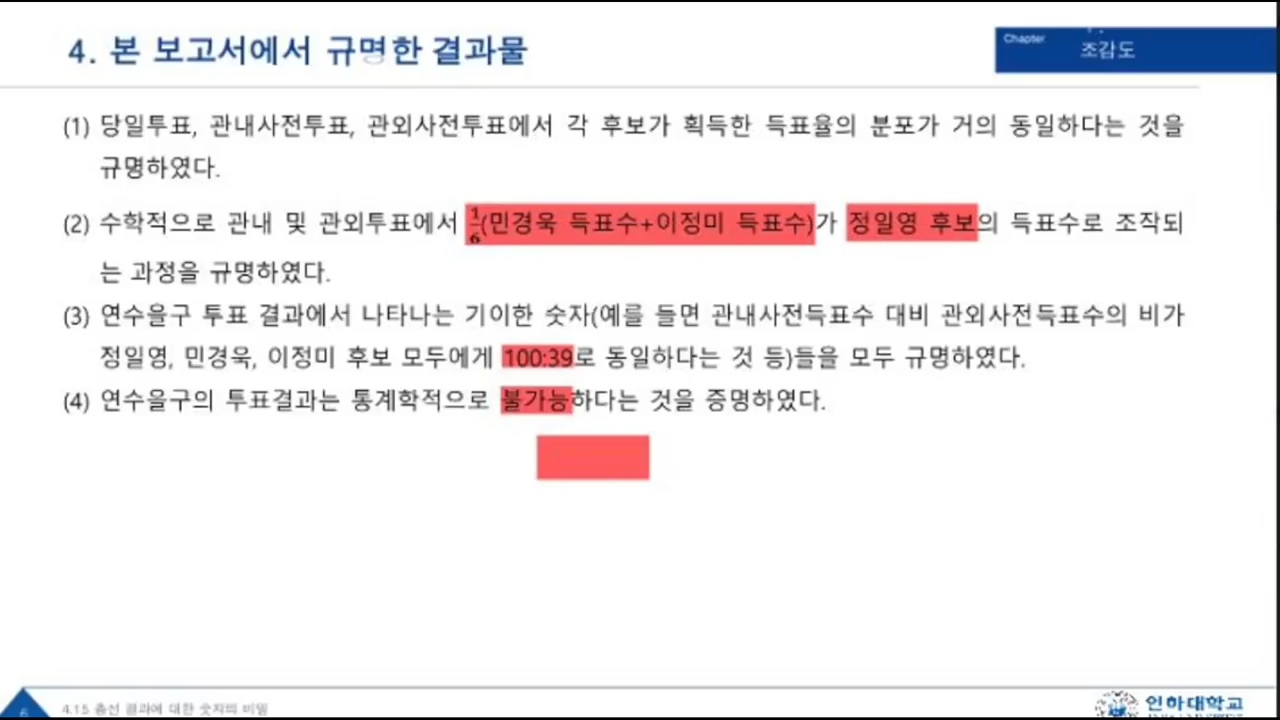 4. 본 보고서에서 규명한 결과물
Chapter
조감도
(1) 당일투표, 관내사전투표, 관외사전투표에서 각 후보가 획득한 득표율의 분포가 거의 동일하다는 것을
규명하였다.
(2) 수학적으로 관내 및 관외투표에서 1/6(민경욱 득표수+이정미 득표수)가 정일영 후보의 득표수로 조작되
는 과정을 규명하였다.
(3) 연수을구 투표 결과에서 나타나는 기이한 숫자(예를 들면 관내사전득표수 대비 관외사전득표수의 비가
정일영, 민경욱, 이정미 후보 모두에게 100:39로 동일하다는 것 등)들을 모두 규명하였다.
(4) 연수을구의 투표결과는 통계학적으로 불가능하다는 것을 증명하였다.
6
4.15 총선 결과에 대한 숫자의 비밀
인하대학교